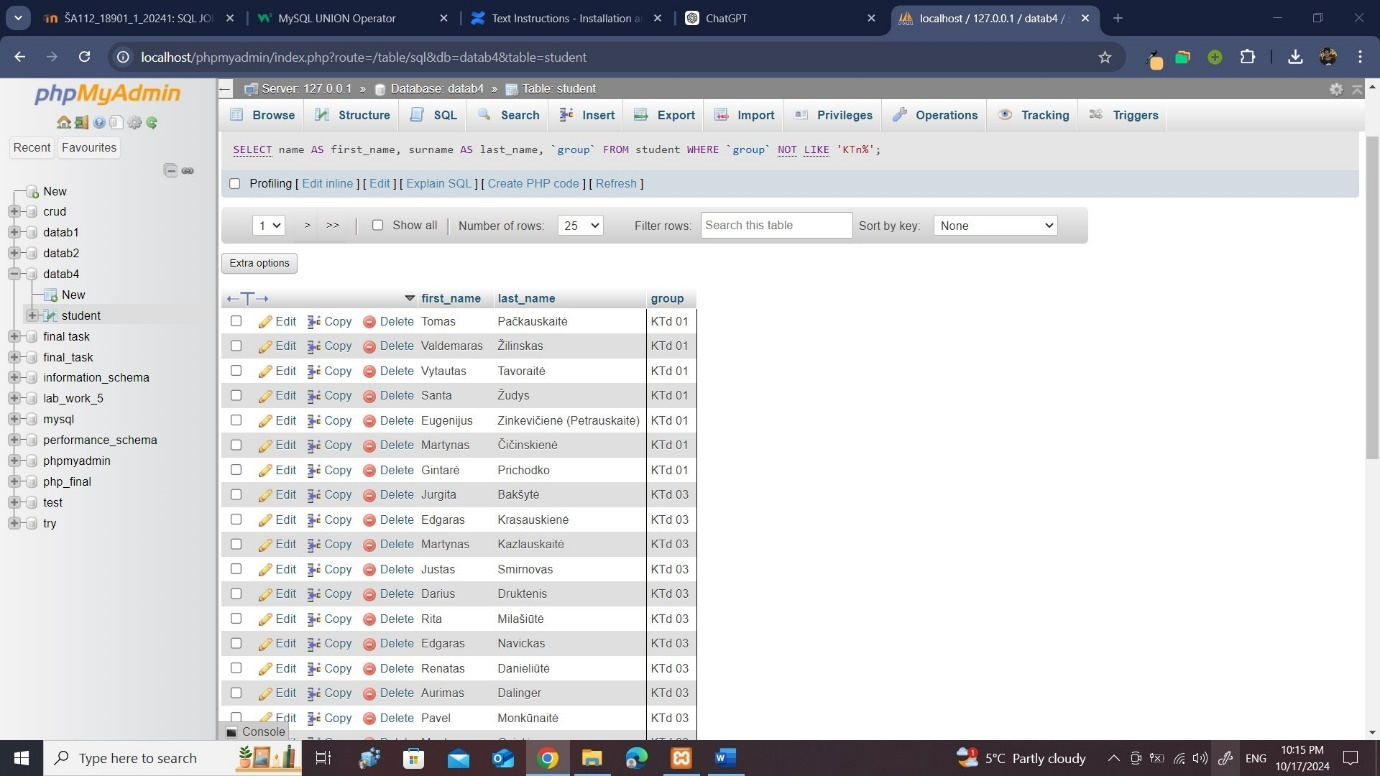 ŠA112_18901_1_20241: SQL JO
MySQL UNION Operator
Text Instructions - Installation a
ChatGPT
localhost / 127.0.0.1 / datab4 /
localhost/phpmyadmin/index.php?route=/table/sql&db=datab4&table=student
phpMyAdmin
Recent Favourites
New
crud
datab1
datab2
datab4
New
student
final task
final_task
information_schema
lab_work_5
mysql
performance_schema
phpmyadmin
php_final
test
try
Server: 127.0.0.1 » Database: datab4 » Table: student
Browse Structure SQL Search Insert Export Import Privileges Operations Tracking Triggers
SELECT name AS first_name, surname AS last_name, `group` FROM student WHERE `group` NOT LIKE 'KTn%';
Profiling [ Edit inline ] [ Edit ] [ Explain SQL ] [ Create PHP code ] [ Refresh ]
1 > >> Show all Number of rows: 25 Filter rows: Search this table Sort by key: None
Extra options
←T→ first_name last_name group
Edit Copy Delete Tomas Pačkauskaitė KTd 01
Edit Copy Delete Valdemaras Žilinskas KTd 01
Edit Copy Delete Vytautas Tavoraitė KTd 01
Edit Copy Delete Santa Žudys KTd 01
Edit Copy Delete Eugenijus Zinkevičienė (Petrauskaitė) KTd 01
Edit Copy Delete Martynas Čičinskienė KTd 01
Edit Copy Delete Gintarė Prichodko KTd 01
Edit Copy Delete Jurgita Bakšytė KTd 03
Edit Copy Delete Edgaras Krasauskienė KTd 03
Edit Copy Delete Martynas Kazlauskaitė KTd 03
Edit Copy Delete Justas Smirnovas KTd 03
Edit Copy Delete Darius Druktenis KTd 03
Edit Copy Delete Rita Milašiūtė KTd 03
Edit Copy Delete Edgaras Navickas KTd 03
Edit Copy Delete Renatas Danieliūtė KTd 03
Edit Copy Delete Aurimas Dalinger KTd 03
Edit Copy Delete Pavel Monkūnaitė KTd 03
Console
Type here to search
5°C Partly cloudy
ENG
10:15 PM
10/17/2024